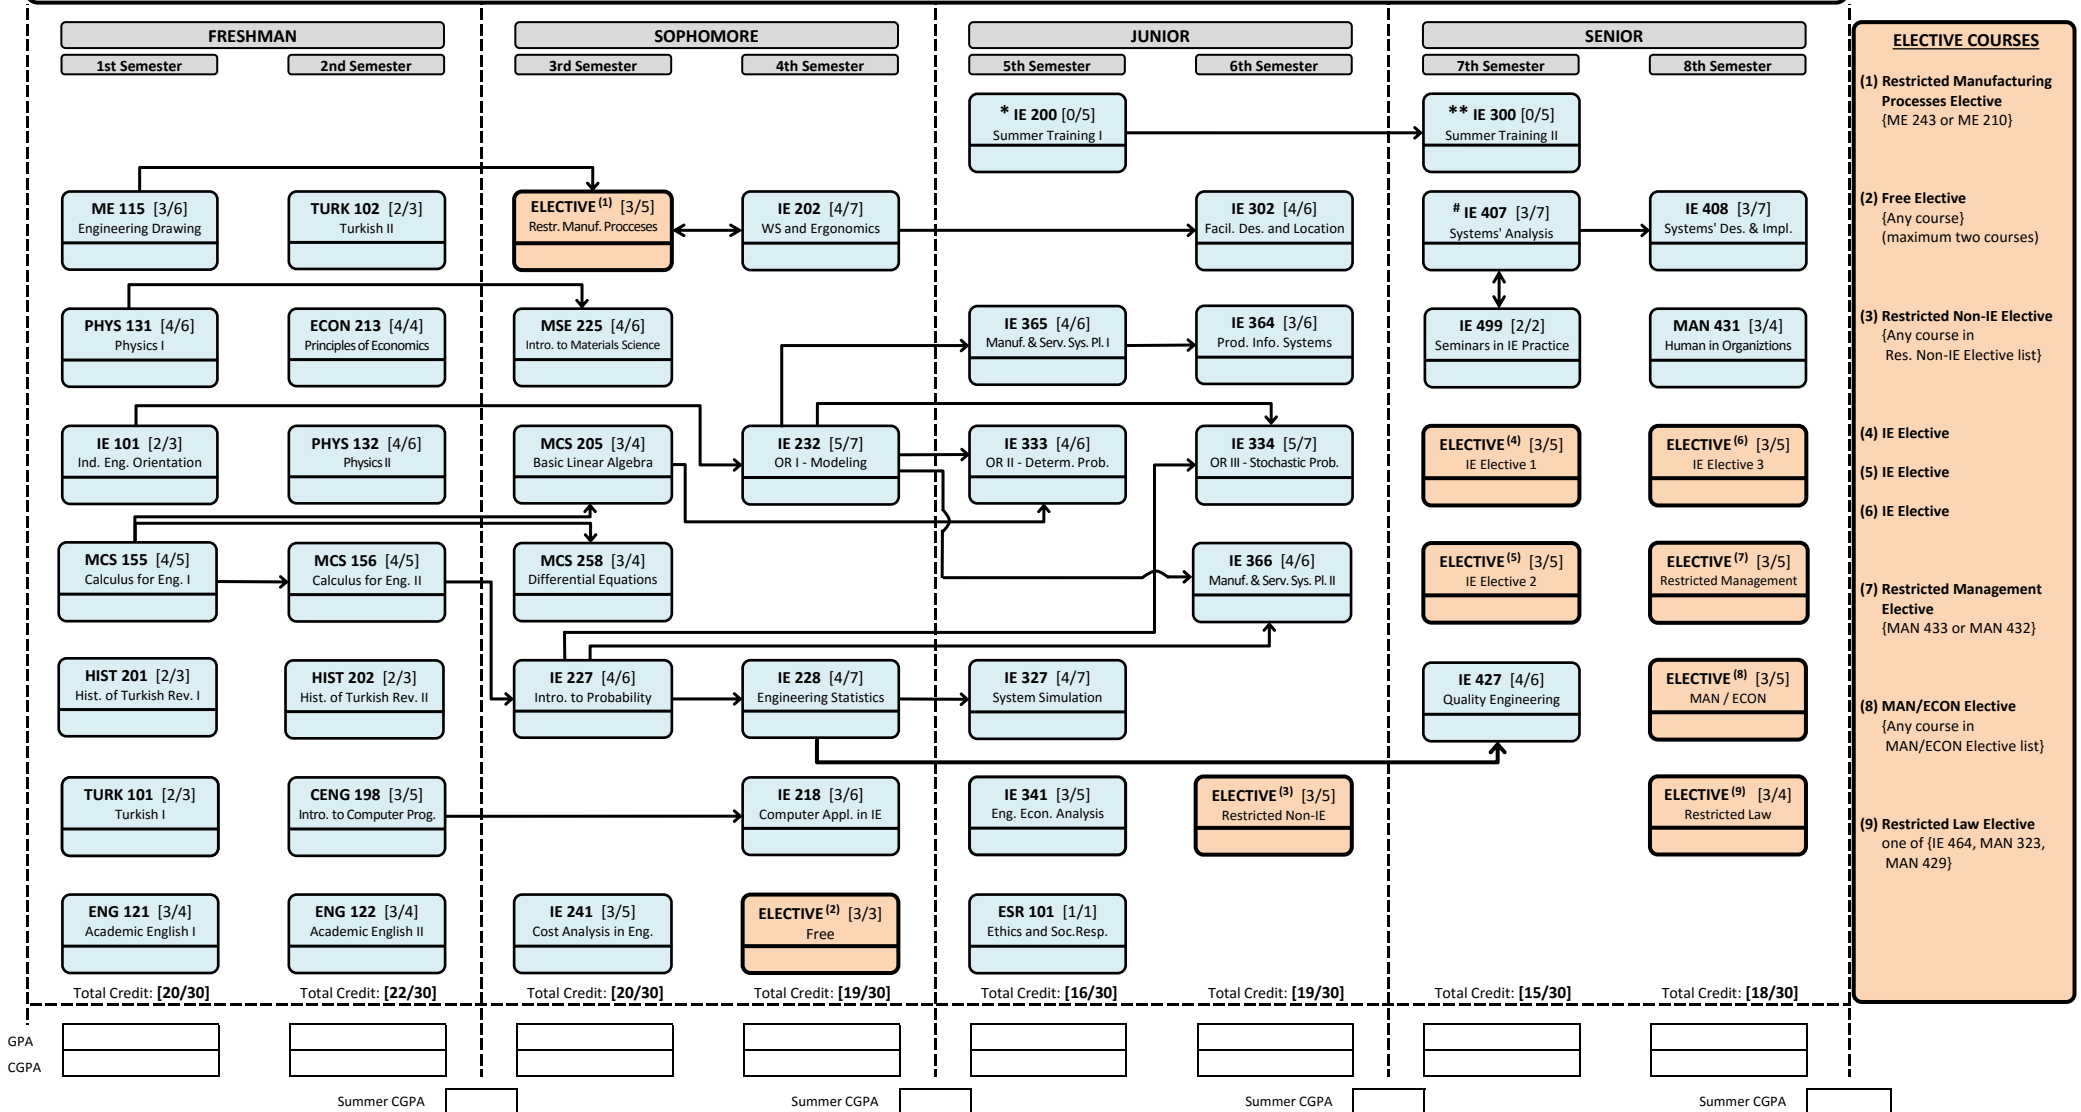 FRESHMAN
SOPHOMORE
JUNIOR
SENIOR
1st Semester
2nd Semester
3rd Semester
4th Semester
5th Semester
6th Semester
7th Semester
8th Semester
* IE 200 [0/5]
Summer Training I
** IE 300 [0/5]
Summer Training II
ME 115 [3/6]
Engineering Drawing
TURK 102 [2/3]
Turkish II
ELECTIVE (1) [3/5]
Restr. Manuf. Procceses
IE 202 [4/7]
WS and Ergonomics
IE 302 [4/6]
Facil. Des. and Location
# IE 407 [3/7]
Systems' Analysis
IE 408 [3/7]
Systems' Des. & Impl.
PHYS 131 [4/6]
Physics I
ECON 213 [4/4]
Principles of Economics
MSE 225 [4/6]
Intro. to Materials Science
IE 365 [4/6]
Manuf. & Serv. Sys. Pl. I
IE 364 [3/6]
Prod. Info. Systems
IE 499 [2/2]
Seminars in IE Practice
MAN 431 [3/4]
Human in Organiztions
IE 101 [2/3]
Ind. Eng. Orientation
PHYS 132 [4/6]
Physics II
MCS 205 [3/4]
Basic Linear Algebra
IE 232 [5/7]
OR I - Modeling
IE 333 [4/6]
OR II - Determ. Prob.
IE 334 [5/7]
OR III - Stochastic Prob.
ELECTIVE (4) [3/5]
IE Elective 1
ELECTIVE (6) [3/5]
IE Elective 3
MCS 155 [4/5]
Calculus for Eng. I
MCS 156 [4/5]
Calculus for Eng. II
MCS 258 [3/4]
Differential Equations
IE 366 [4/6]
Manuf. & Serv. Sys. Pl. II
ELECTIVE (5) [3/5]
IE Elective 2
ELECTIVE (7) [3/5]
Restricted Management
HIST 201 [2/3]
Hist. of Turkish Rev. I
HIST 202 [2/3]
Hist. of Turkish Rev. II
IE 227 [4/6]
Intro. to Probability
IE 228 [4/7]
Engineering Statistics
IE 327 [4/7]
System Simulation
IE 427 [4/6]
Quality Engineering
ELECTIVE (8) [3/5]
MAN / ECON
TURK 101 [2/3]
Turkish I
CENG 198 [3/5]
Intro. to Computer Prog.
IE 218 [3/6]
Computer Appl. in IE
IE 341 [3/5]
Eng. Econ. Analysis
ELECTIVE (3) [3/5]
Restricted Non-IE
ELECTIVE (9) [3/4]
Restricted Law
ENG 121 [3/4]
Academic English I
ENG 122 [3/4]
Academic English II
IE 241 [3/5]
Cost Analysis in Eng.
ELECTIVE (2) [3/3]
Free
ESR 101 [1/1]
Ethics and Soc.Resp.
Total Credit: [20/30]
Total Credit: [22/30]
Total Credit: [20/30]
Total Credit: [19/30]
Total Credit: [16/30]
Total Credit: [19/30]
Total Credit: [15/30]
Total Credit: [18/30]
GPA
CGPA
Summer CGPA
Summer CGPA
Summer CGPA
Summer CGPA
ELECTIVE COURSES
(1) Restricted Manufacturing
Processes Elective
{ME 243 or ME 210}
(2) Free Elective
{Any course}
(maximum two courses)
(3) Restricted Non-IE Elective
{Any course in
Res. Non-IE Elective list}
(4) IE Elective
(5) IE Elective
(6) IE Elective
(7) Restricted Management
Elective
{MAN 433 or MAN 432}
(8) MAN/ECON Elective
{Any course in
MAN/ECON Elective list}
(9) Restricted Law Elective
one of {IE 464, MAN 323,
MAN 429}